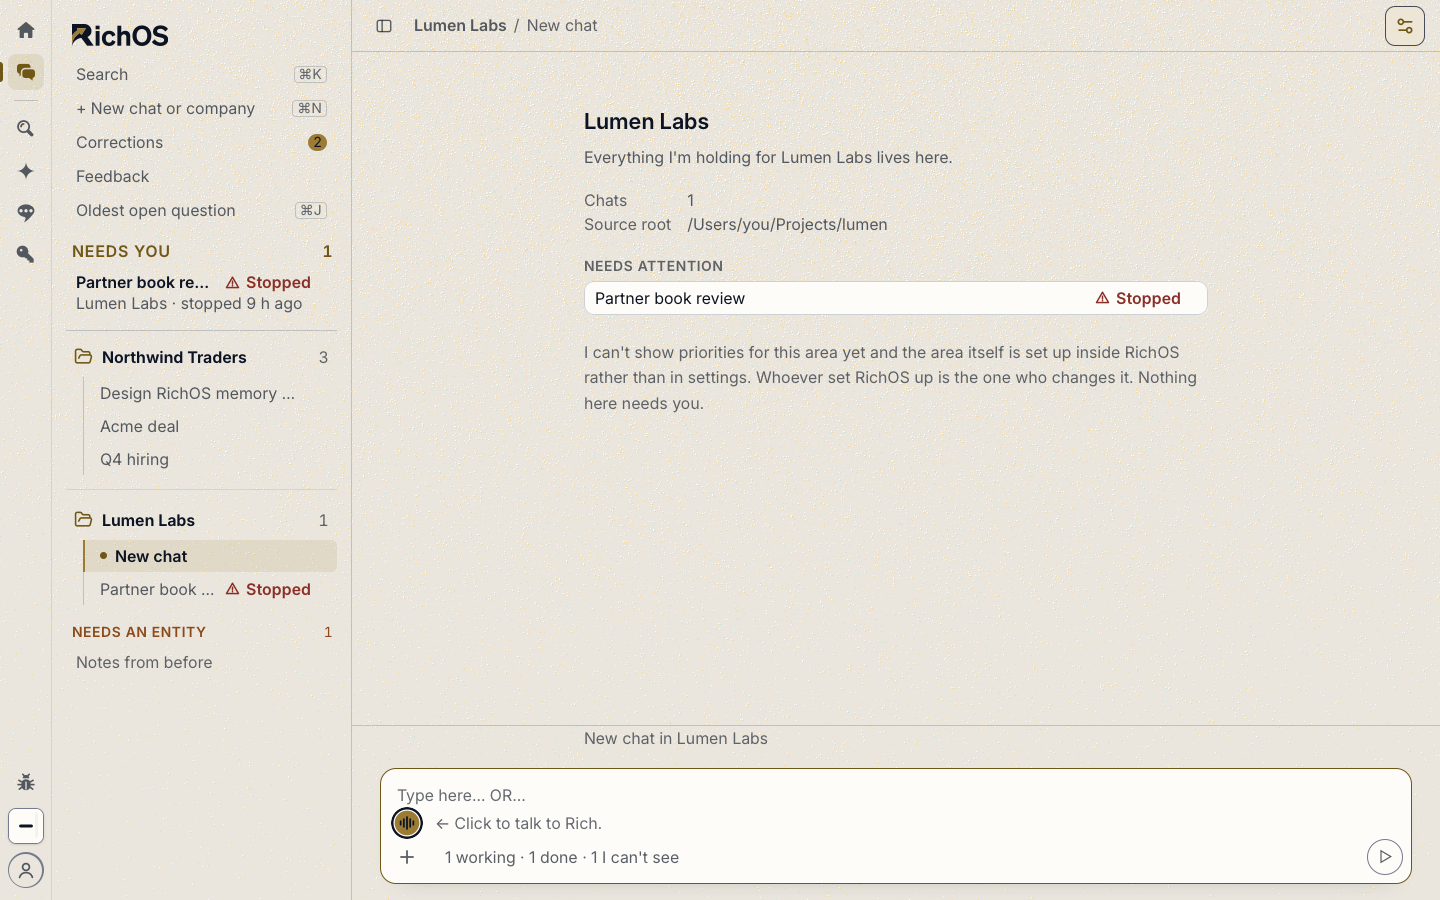 RichOS
Search ⌘K
+ New chat or company ⌘N
Corrections 2
Feedback
Oldest open question ⌘J
NEEDS YOU 1
Partner book re... Stopped
Lumen Labs · stopped 9 h ago
Northwind Traders 3
Design RichOS memory ...
Acme deal
Q4 hiring
Lumen Labs 1
New chat
Partner book ... Stopped
NEEDS AN ENTITY 1
Notes from before
Lumen Labs / New chat
Lumen Labs
Everything I'm holding for Lumen Labs lives here.
Chats 1
Source root /Users/you/Projects/lumen
NEEDS ATTENTION
Partner book review Stopped
I can't show priorities for this area yet and the area itself is set up inside RichOS
rather than in settings. Whoever set RichOS up is the one who changes it. Nothing
here needs you.
New chat in Lumen Labs
Type here... OR...
← Click to talk to Rich.
1 working · 1 done · 1 I can't see